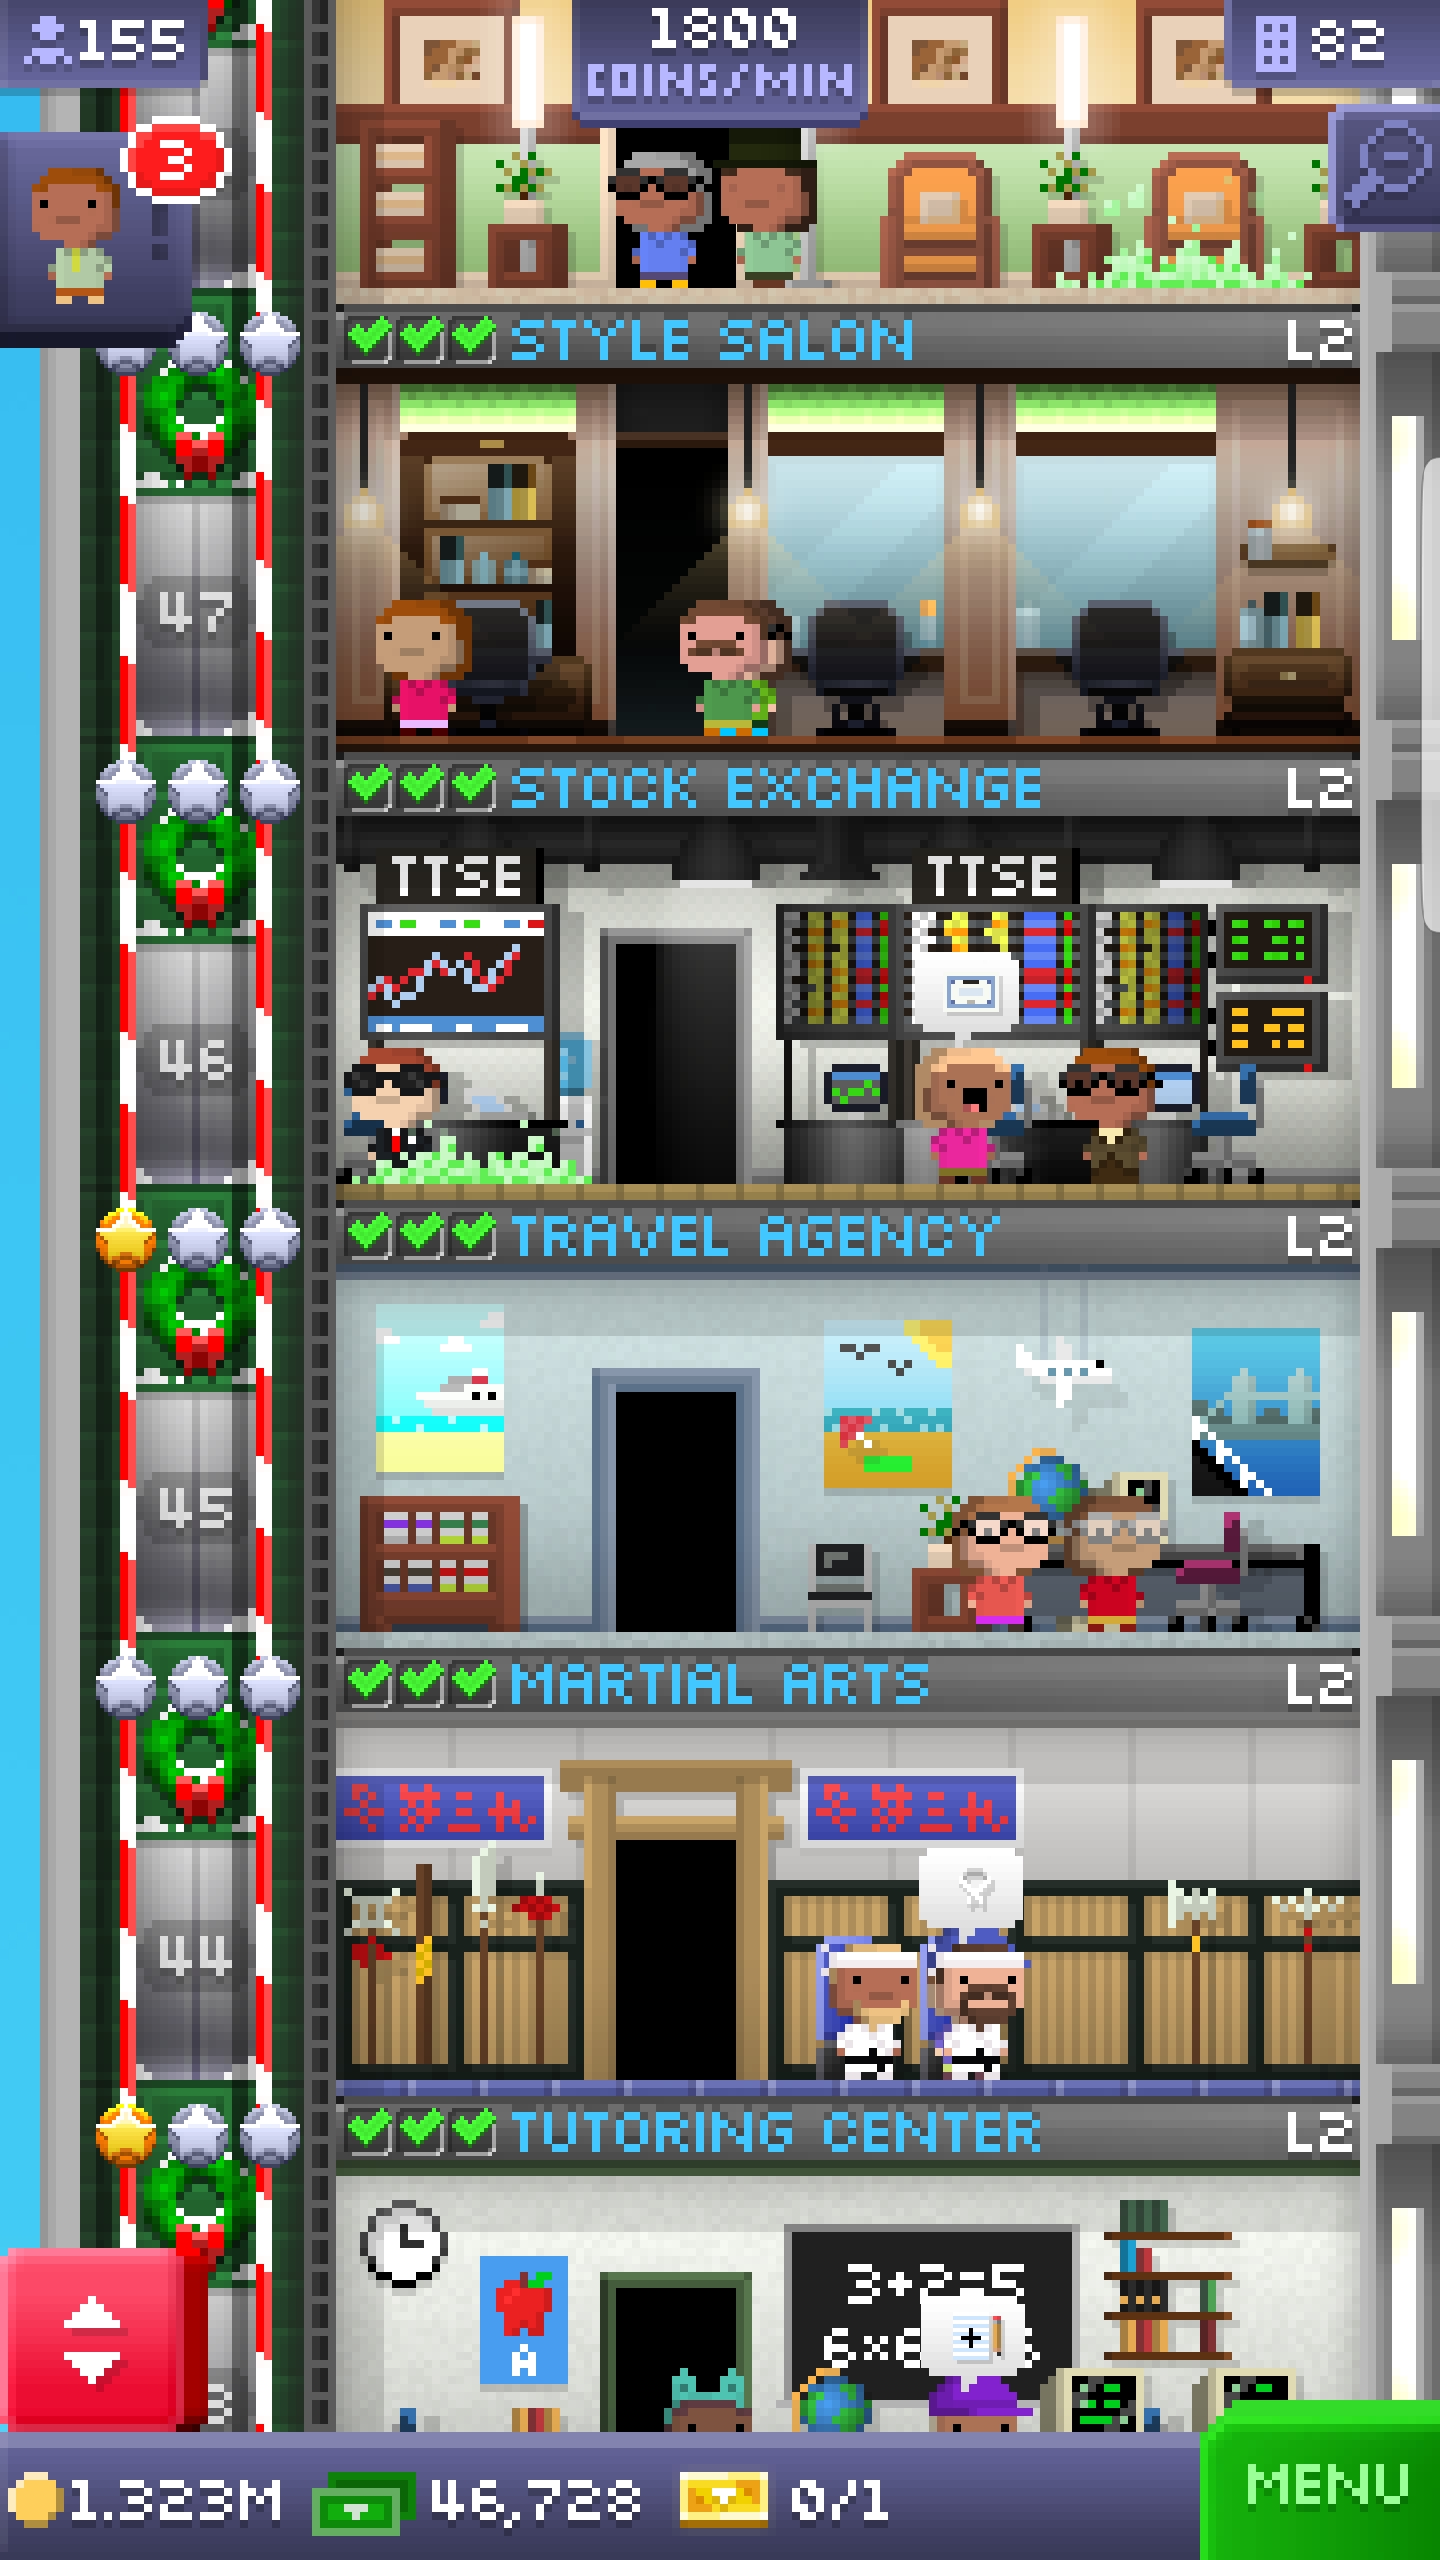 155
1800
COINS/MIN
82
3
STYLE SALON L2
47
STOCK EXCHANGE L2
TTSE TTSE
46
TRAVEL AGENCY L2
45
MARTIAL ARTS L2
44
TUTORING CENTER L2
3+2=5
6×6
A
1.323M 46,728 0/1
MENU